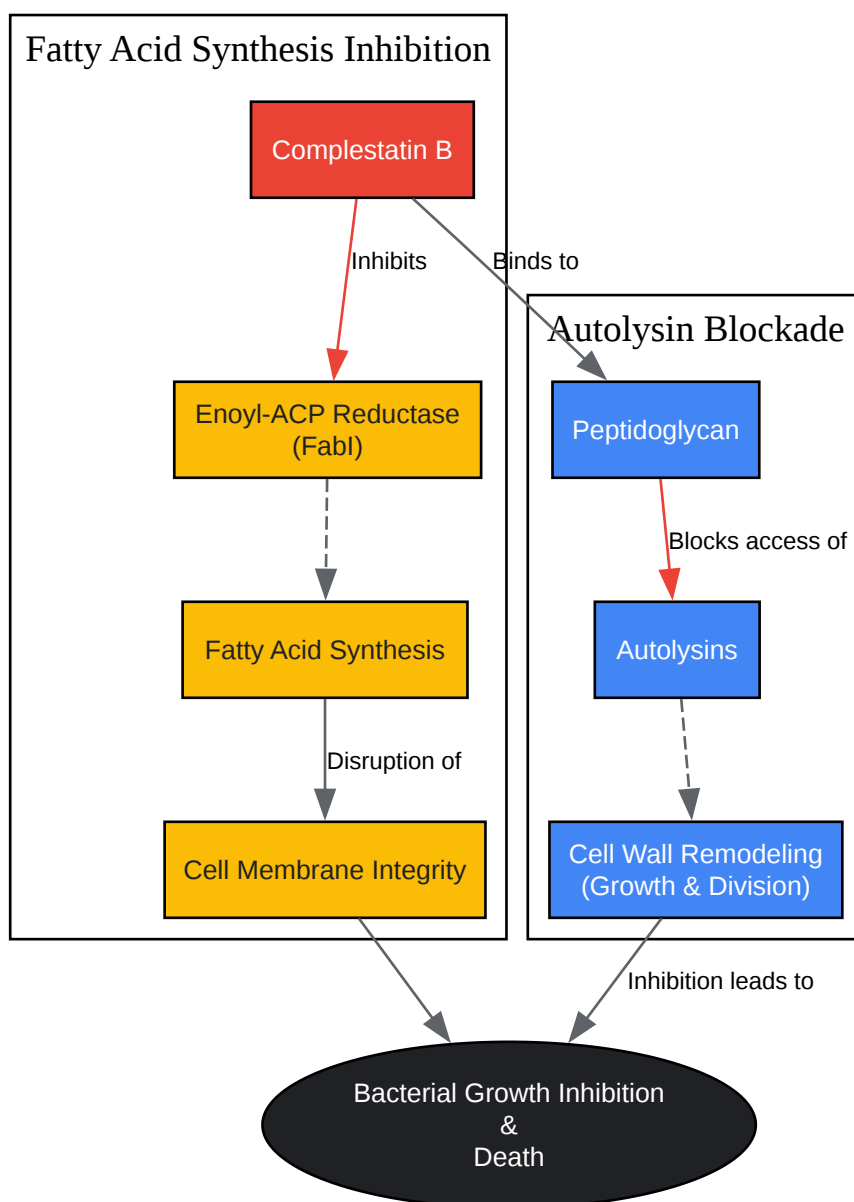 Fatty Acid Synthesis Inhibition
Complestatin B
Inhibits
Binds to
Autolysin Blockade
Enoyl-ACP Reductase
(FabI)
Peptidoglycan
Blocks access of
Fatty Acid Synthesis
Autolysins
Disruption of
Cell Membrane Integrity
Cell Wall Remodeling
(Growth & Division)
Inhibition leads to
Bacterial Growth Inhibition
&
Death